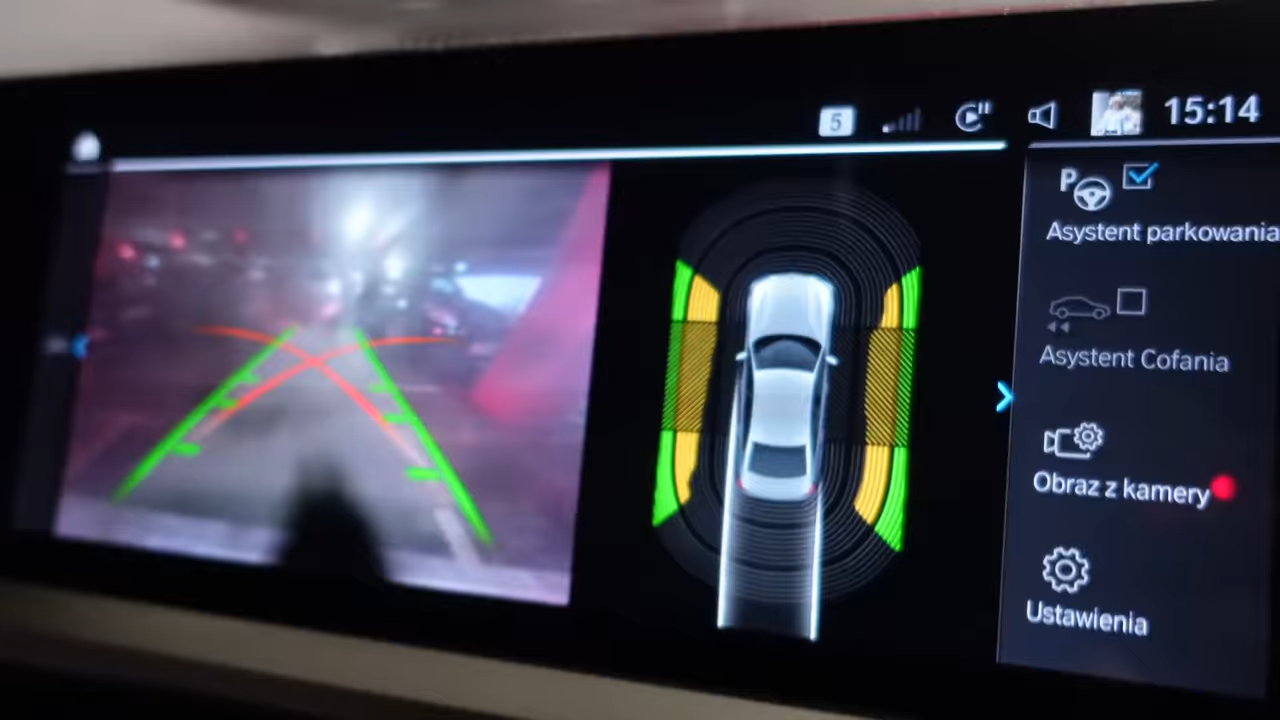 5
15:14
P
Asystent parkowania
Asystent Cofania
Obraz z kamery
Ustawienia